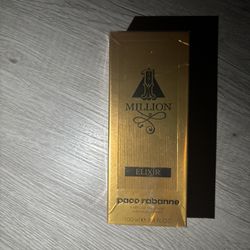 1
MILLION
ELIXIR
paco rabanne